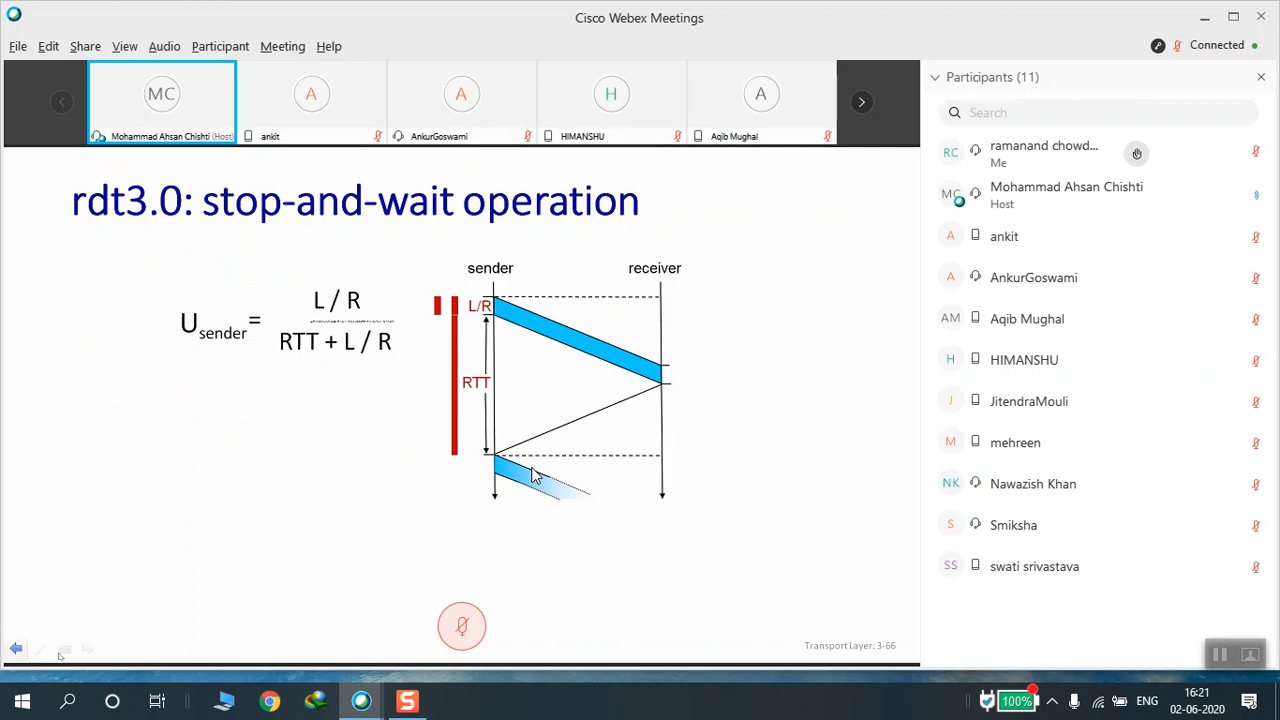 Cisco Webex Meetings
File Edit Share View Audio Participant Meeting Help
Connected
MC
A
A
H
A
Mohammad Ahsan Chishti (Host)
ankit
AnkurGoswami
HIMANSHU
Aqib Mughal
rdt3.0: stop-and-wait operation
sender
receiver
U sender =
L / R
RTT + L / R
L/R
RTT
Transport Layer: 3-66
Participants (11)
Search
RC ramanand chowd...
Me
MC Mohammad Ahsan Chishti
Host
A ankit
A AnkurGoswami
AM Aqib Mughal
H HIMANSHU
J JitendraMouli
M mehreen
NK Nawazish Khan
S Smiksha
SS swati srivastava
S
100%
ENG
16:21
02-06-2020